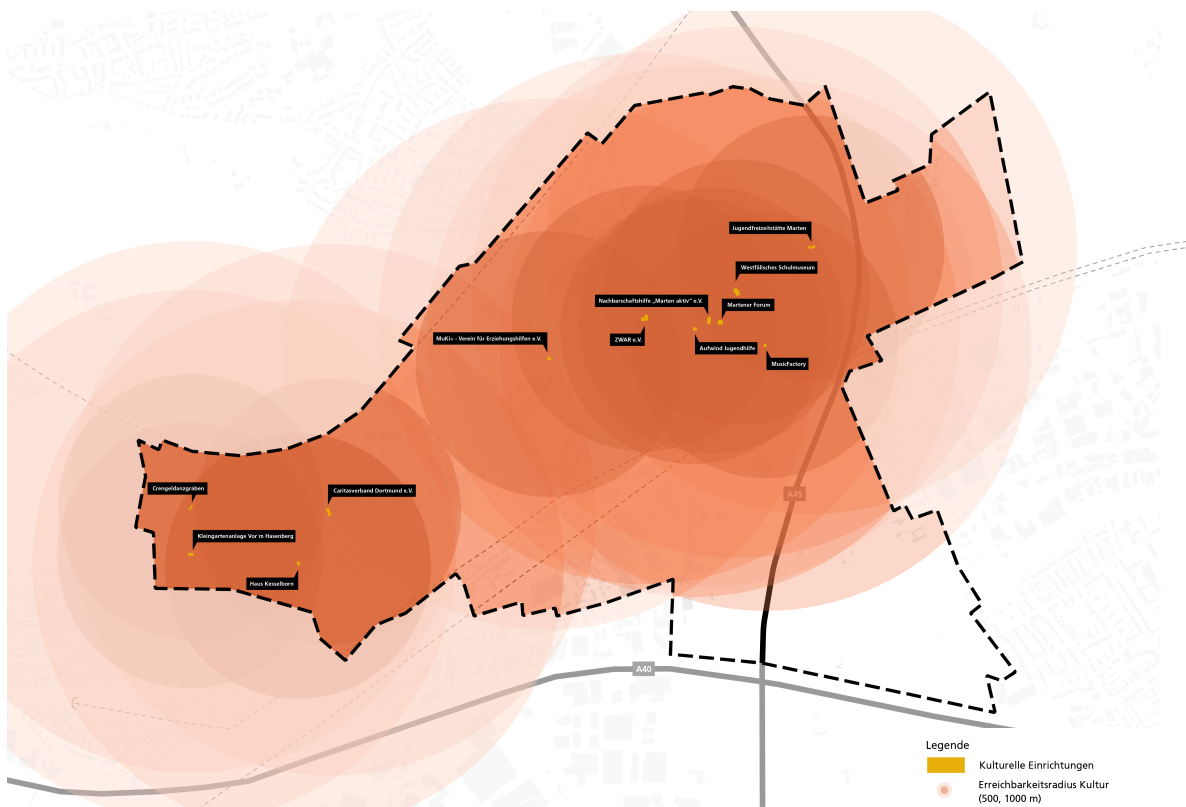 Jugendfreizeitstätte Marten
Westfälisches Schulmuseum
Nachbarschaftshilfe „Marten aktiv“ e.V.
Martener Forum
MuKi+ - Verein für Erziehungshilfen e.V.
ZWAR e.V.
Aufwind Jugendhilfe
MusicFactory
Crengeldanzgraben
Caritasverband Dortmund e.V.
A45
Kleingartenanlage Vor´m Hasenberg
Haus Kesselborn
A40
Legende
Kulturelle Einrichtungen
Erreichbarkeitsradius Kultur
(500, 1000 m)